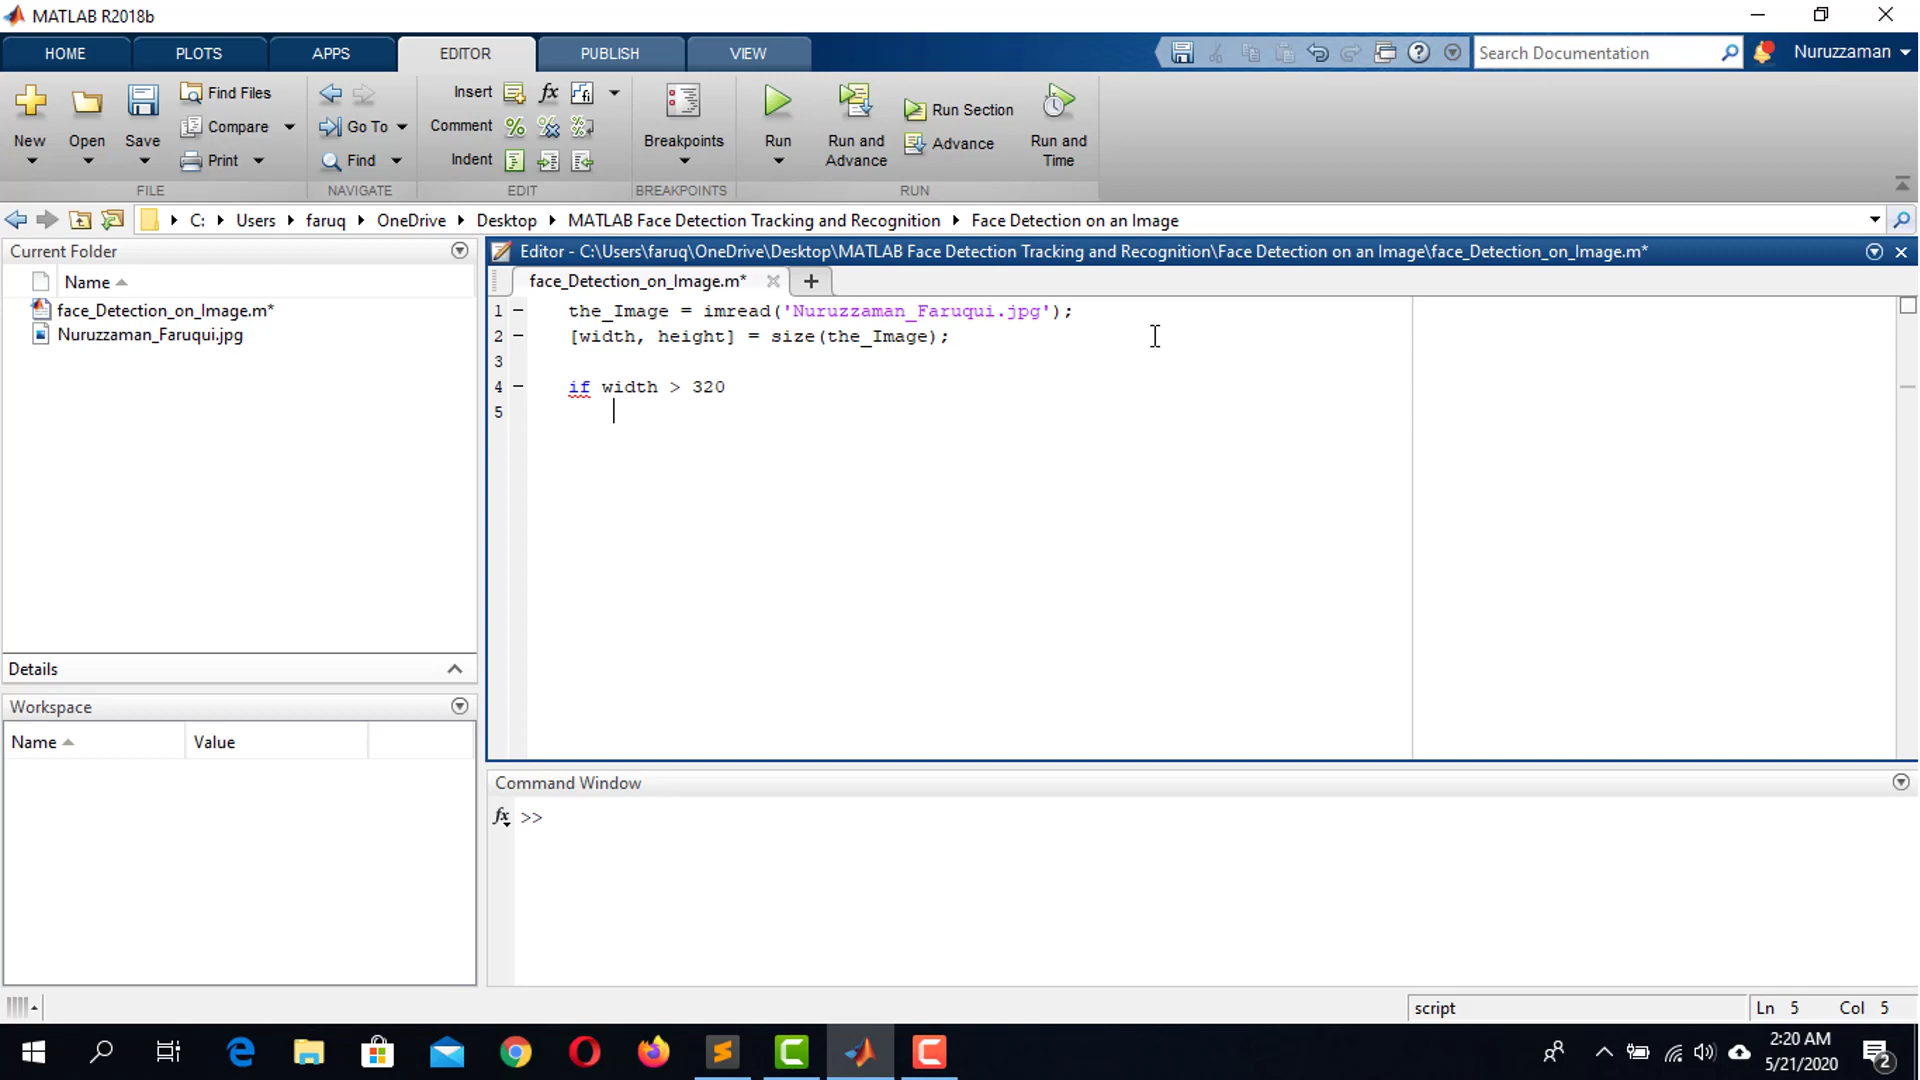 MATLAB R2018b
HOME PLOTS APPS EDITOR PUBLISH VIEW Search Documentation Nuruzzaman
New Open Save Find Files Compare Print Go To Find
Insert fx fi
Comment % % %
Indent
Breakpoints Run Run and Advance Run Section Advance Run and Time
FILE NAVIGATE EDIT BREAKPOINTS RUN
C: Users faruq OneDrive Desktop MATLAB Face Detection Tracking and Recognition Face Detection on an Image
Current Folder
Name
face_Detection_on_Image.m*
Nuruzzaman_Faruqui.jpg
Details
Workspace
Name Value
Editor - C:\Users\faruq\OneDrive\Desktop\MATLAB Face Detection Tracking and Recognition\Face Detection on an Image\face_Detection_on_Image.m*
face_Detection_on_Image.m*
1 the_Image = imread('Nuruzzaman_Faruqui.jpg');
2 [width, height] = size(the_Image);
3
4 if width > 320
5
Command Window
fx >>
script Ln 5 Col 5
2:20 AM
5/21/2020
2